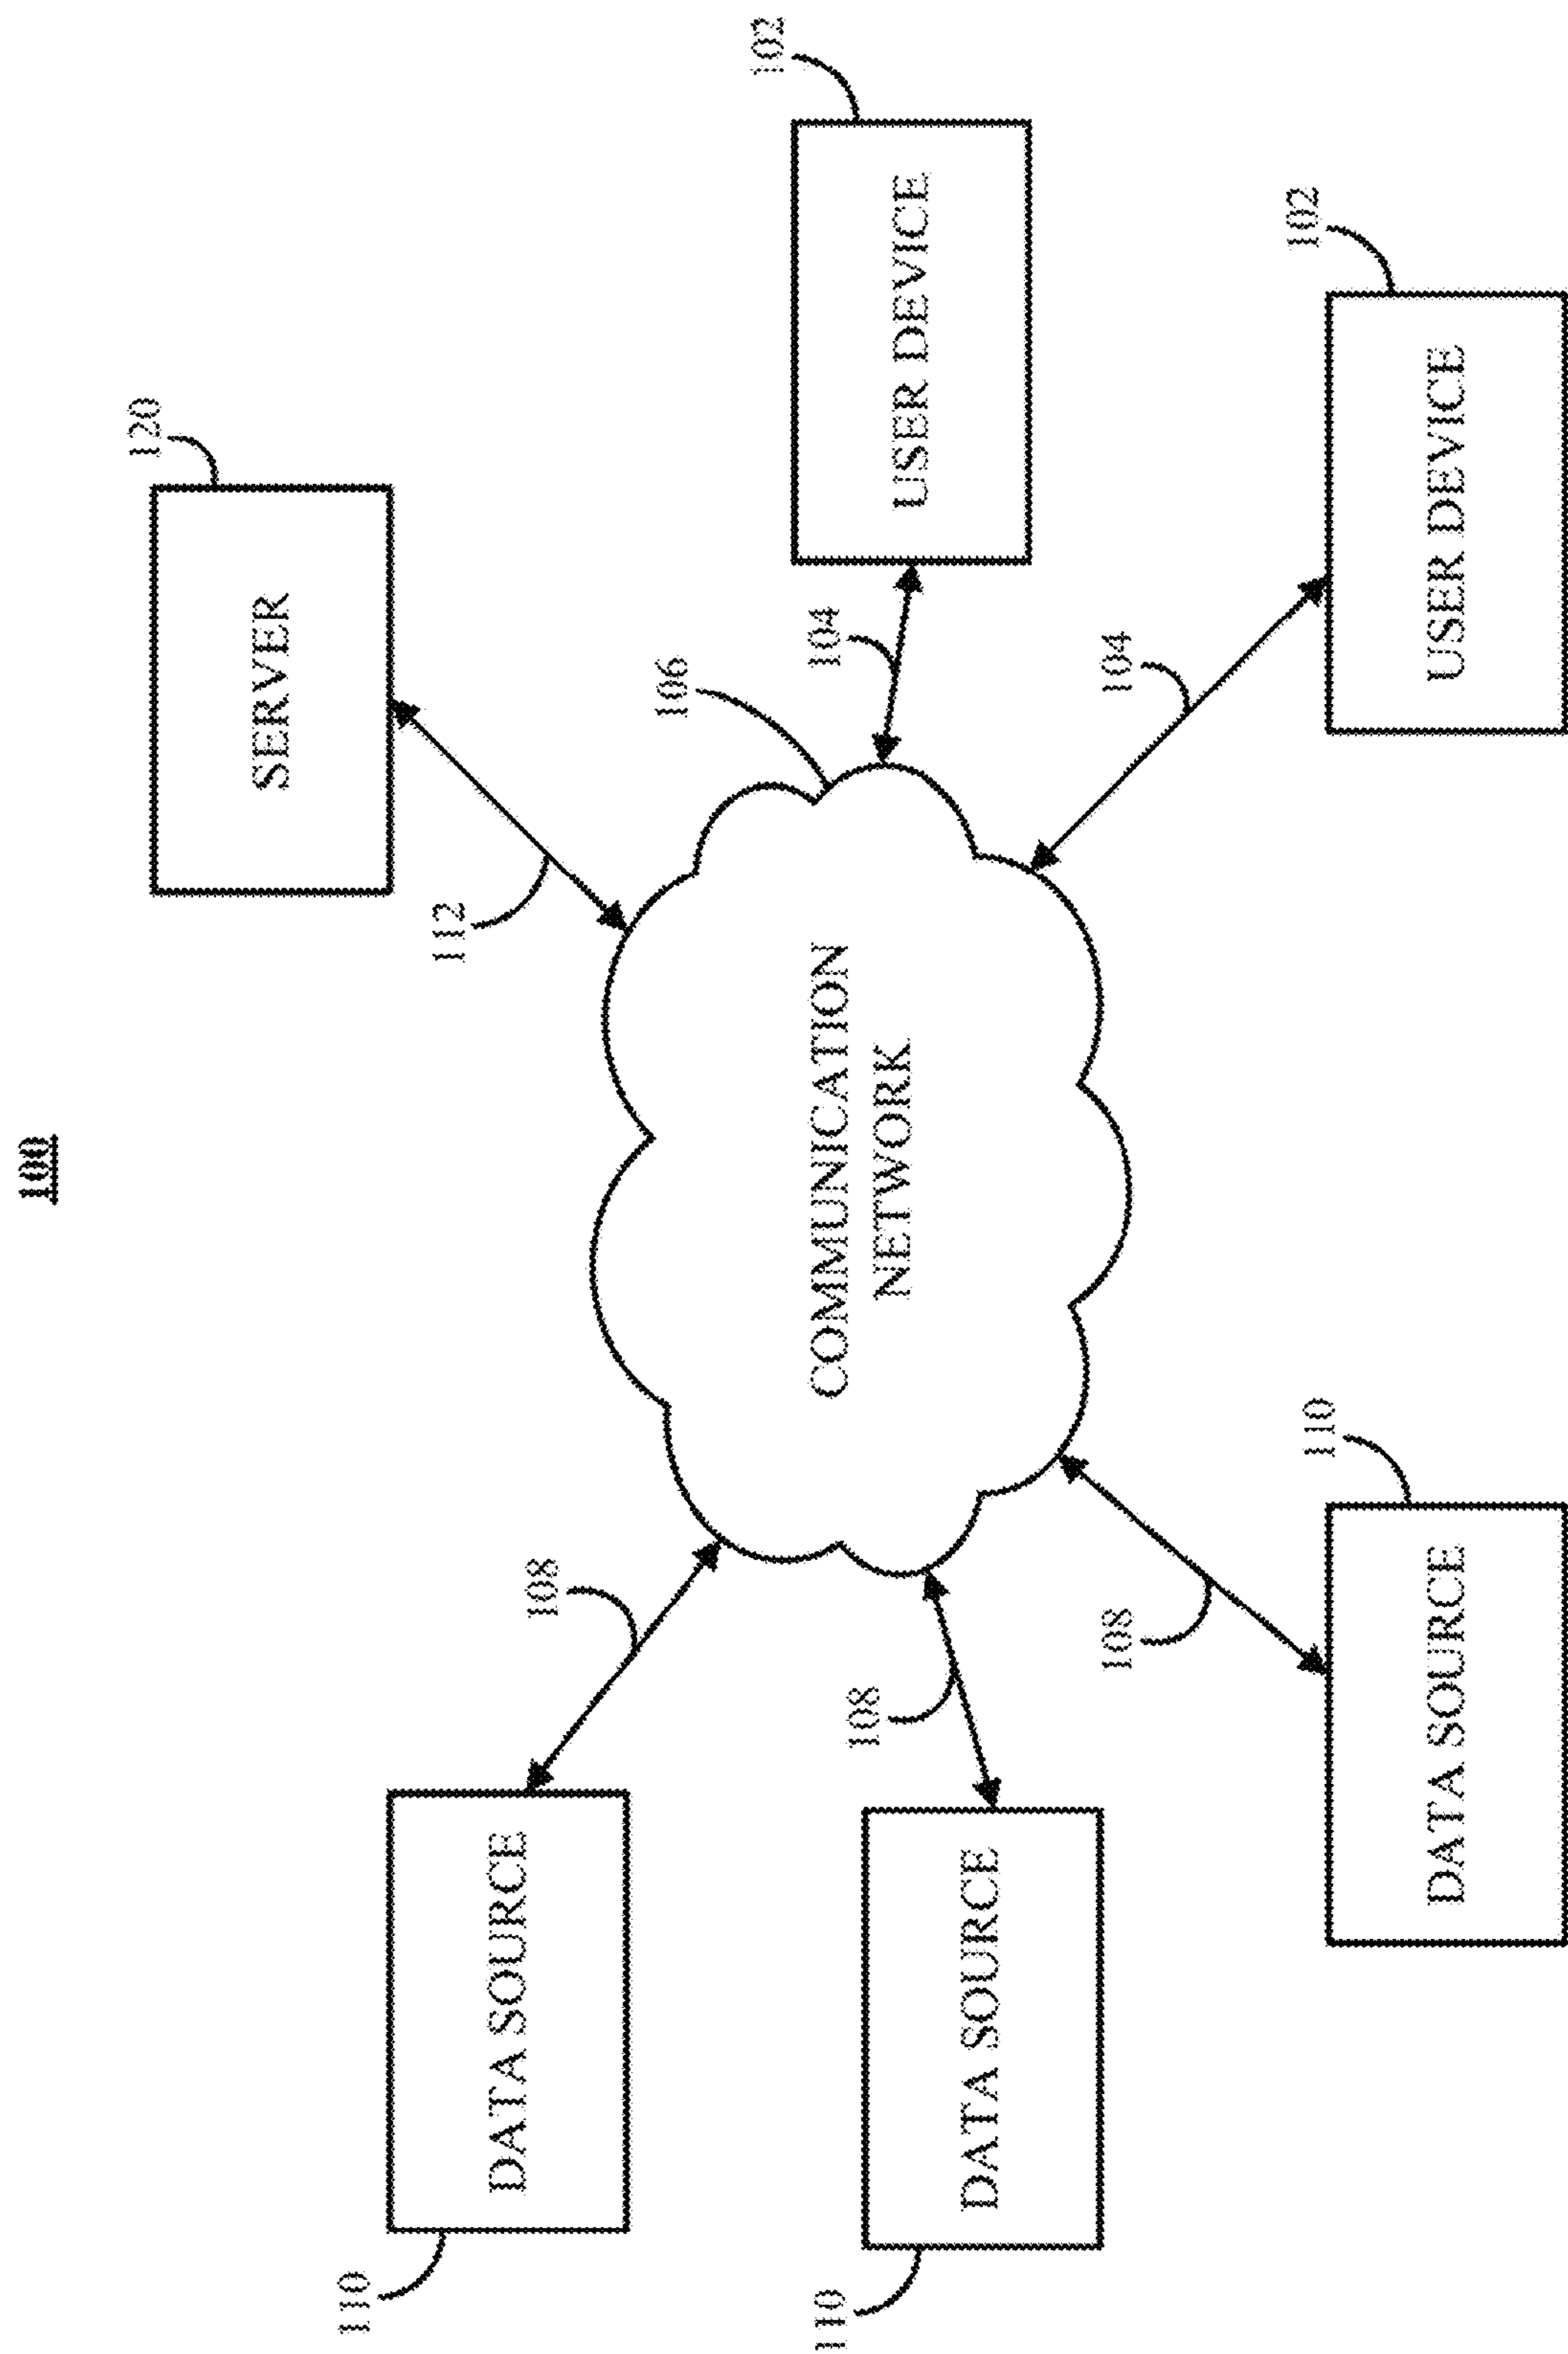 100
120
SERVER
112
110
DATA SOURCE
108
106
102
USER DEVICE
104
COMMUNICATION
NETWORK
110
DATA SOURCE
108
104
102
USER DEVICE
108
110
DATA SOURCE